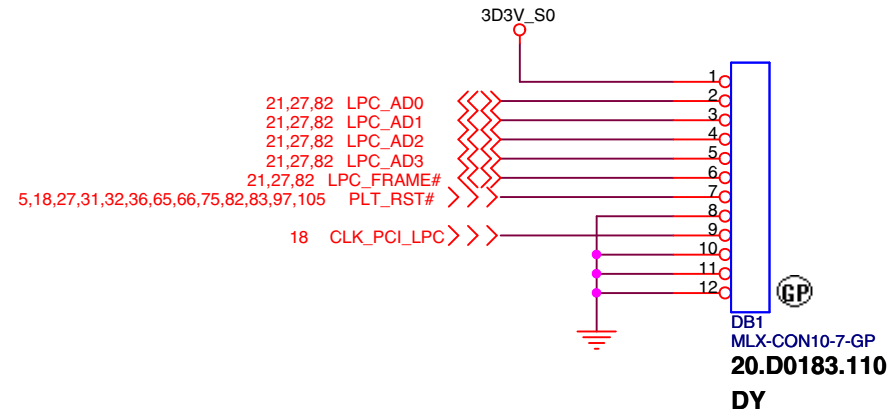 3D3V_S0
1
21,27,82 LPC_AD0 2
21,27,82 LPC_AD1 3
21,27,82 LPC_AD2 4
21,27,82 LPC_AD3 5
21,27,82 LPC_FRAME# 6
5,18,27,31,32,36,65,66,75,82,83,97,105 PLT_RST# 7
8
18 CLK_PCI_LPC 9
10
11
12
GP
DB1
MLX-CON10-7-GP
20.D0183.110
DY